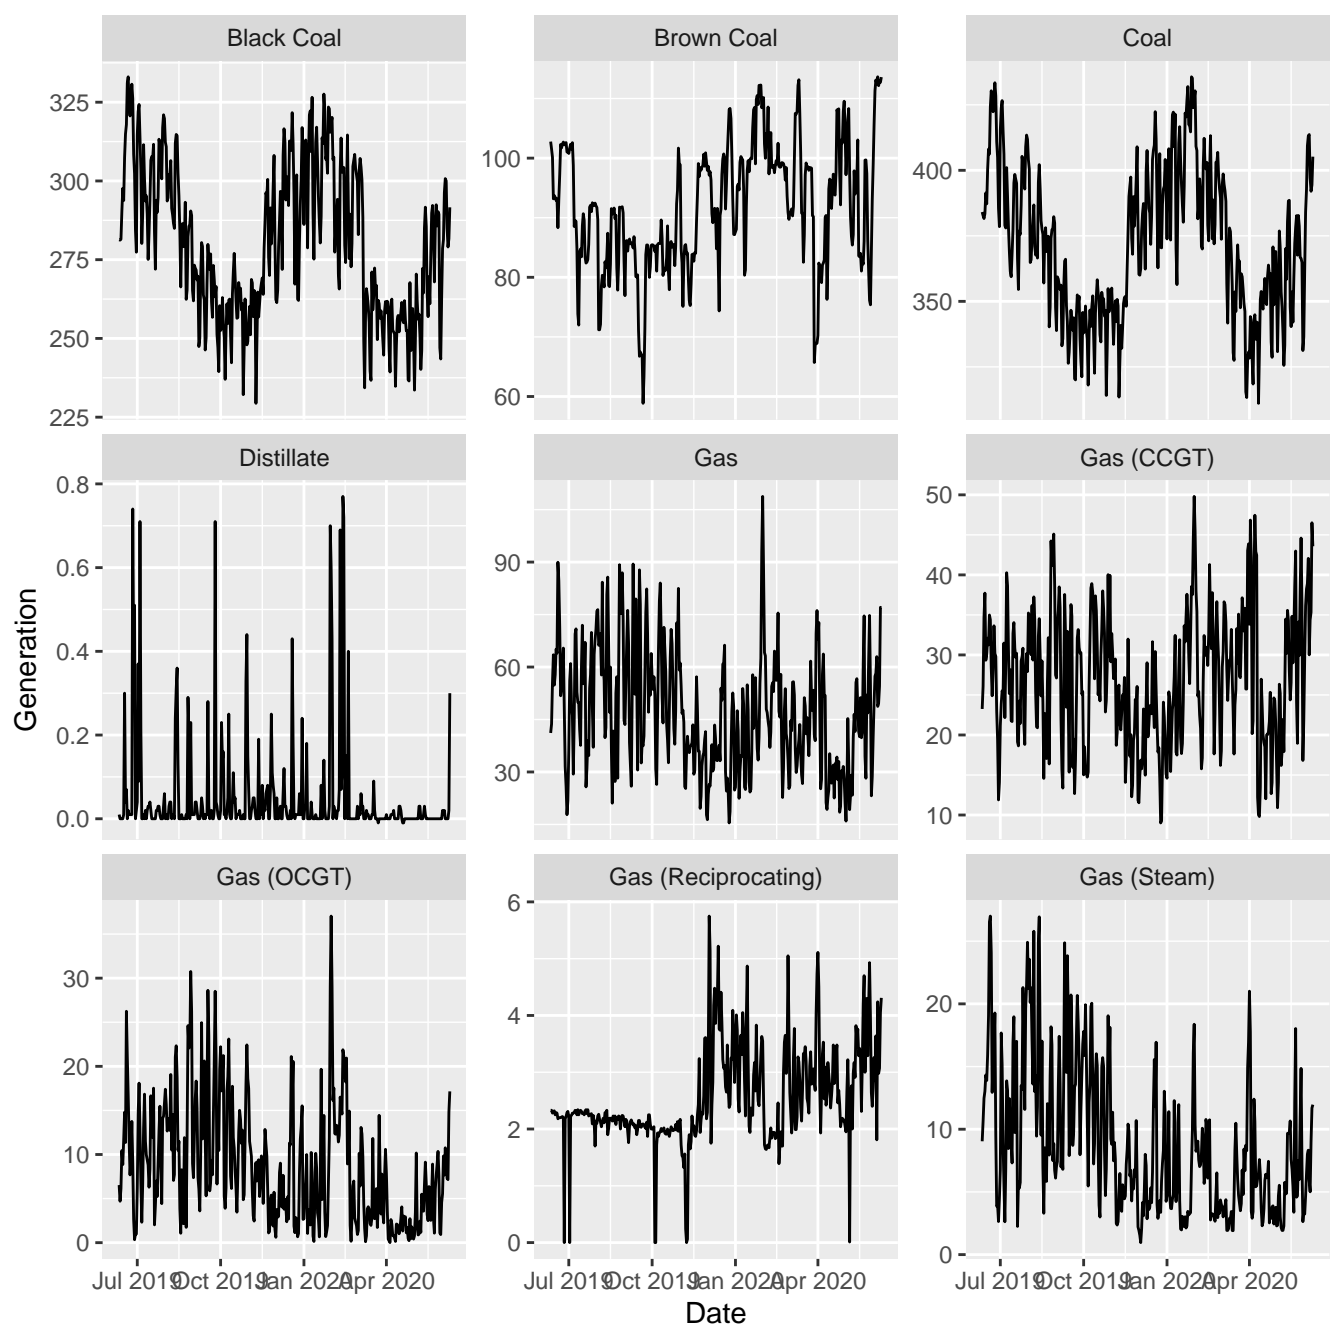 Black Coal
Brown Coal
Coal
325
300
275
250
225
100
80
60
400
350
Distillate
Gas
Gas (CCGT)
0.8
0.6
0.4
0.2
0.0
90
60
30
50
40
30
20
10
Generation
Gas (OCGT)
Gas (Reciprocating)
Gas (Steam)
30
20
10
0
6
4
2
0
20
10
0
Jul 2019 Oct 2019 Jan 2020 Apr 2020
Jul 2019 Oct 2019 Jan 2020 Apr 2020
Jul 2019 Oct 2019 Jan 2020 Apr 2020
Date